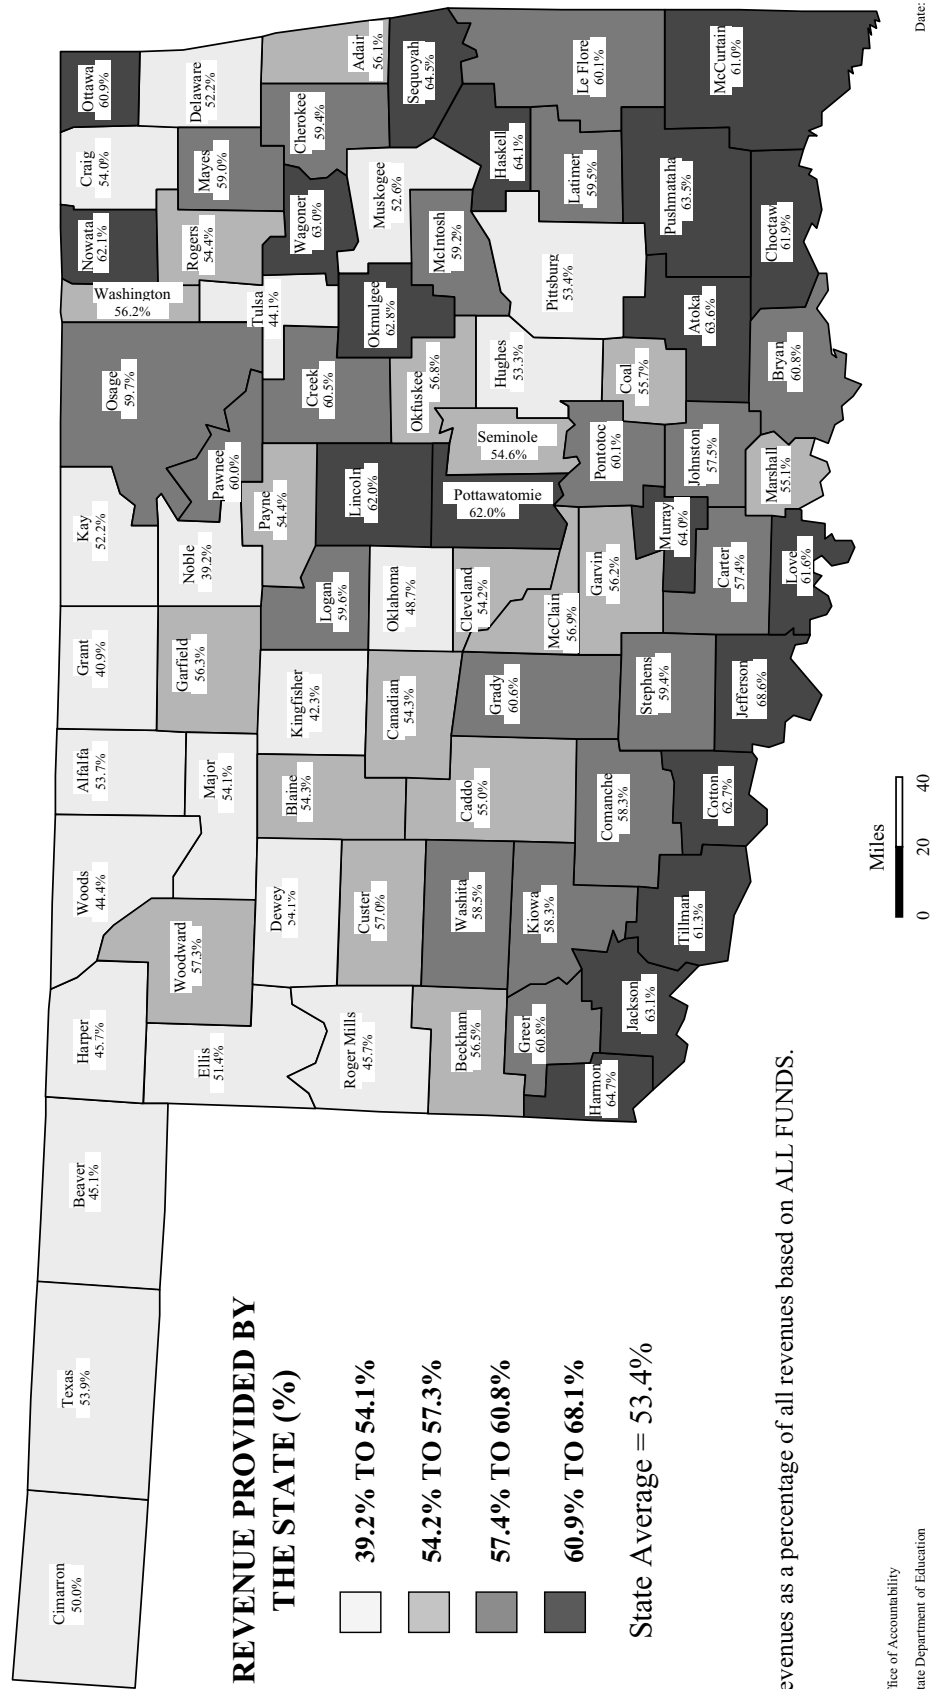 Cimarron
50.0%
Texas
53.9%
Beaver
45.1%
Harper
45.7%
Woods
44.4%
Alfalfa
53.7%
Grant
40.9%
Kay
52.2%
Osage
59.7%
Washington
56.2%
Nowata
62.1%
Craig
54.0%
Ottawa
60.9%
Ellis
51.4%
Woodward
57.3%
Major
54.1%
Garfield
56.3%
Noble
39.2%
Pawnee
60.0%
Rogers
54.4%
Mayes
59.0%
Delaware
52.2%
Roger Mills
45.7%
Dewey
54.1%
Blaine
54.3%
Kingfisher
42.3%
Logan
59.6%
Payne
54.4%
Creek
60.5%
Tulsa
44.1%
Wagoner
63.0%
Cherokee
59.4%
Adair
56.1%
Beckham
56.5%
Custer
57.0%
Canadian
54.3%
Oklahoma
48.7%
Lincoln
62.0%
Okfuskee
56.8%
Okmulgee
62.8%
Muskogee
52.6%
Sequoyah
64.5%
Washita
58.5%
Caddo
55.0%
Grady
60.6%
McClain
56.9%
Cleveland
54.2%
Pottawatomie
62.0%
Seminole
54.6%
Hughes
53.3%
McIntosh
59.2%
Haskell
64.1%
Harmon
64.7%
Greer
60.8%
Kiowa
58.3%
Comanche
58.3%
Stephens
59.4%
Garvin
56.2%
Pontotoc
60.1%
Coal
55.7%
Pittsburg
53.4%
Latimer
59.5%
Le Flore
60.1%
Jackson
63.1%
Tillman
61.3%
Cotton
62.7%
Jefferson
68.6%
Carter
57.4%
Murray
64.0%
Johnston
57.5%
Atoka
63.6%
Pushmataha
63.5%
McCurtain
61.0%
Love
61.6%
Marshall
55.1%
Bryan
60.8%
Choctaw
61.9%
REVENUE PROVIDED BY
THE STATE (%)
39.2% TO 54.1%
54.2% TO 57.3%
57.4% TO 60.8%
60.9% TO 68.1%
State Average = 53.4%
Miles
0 20 40
evenues as a percentage of all revenues based on ALL FUNDS.
ffice of Accountability
tate Department of Education
Date: